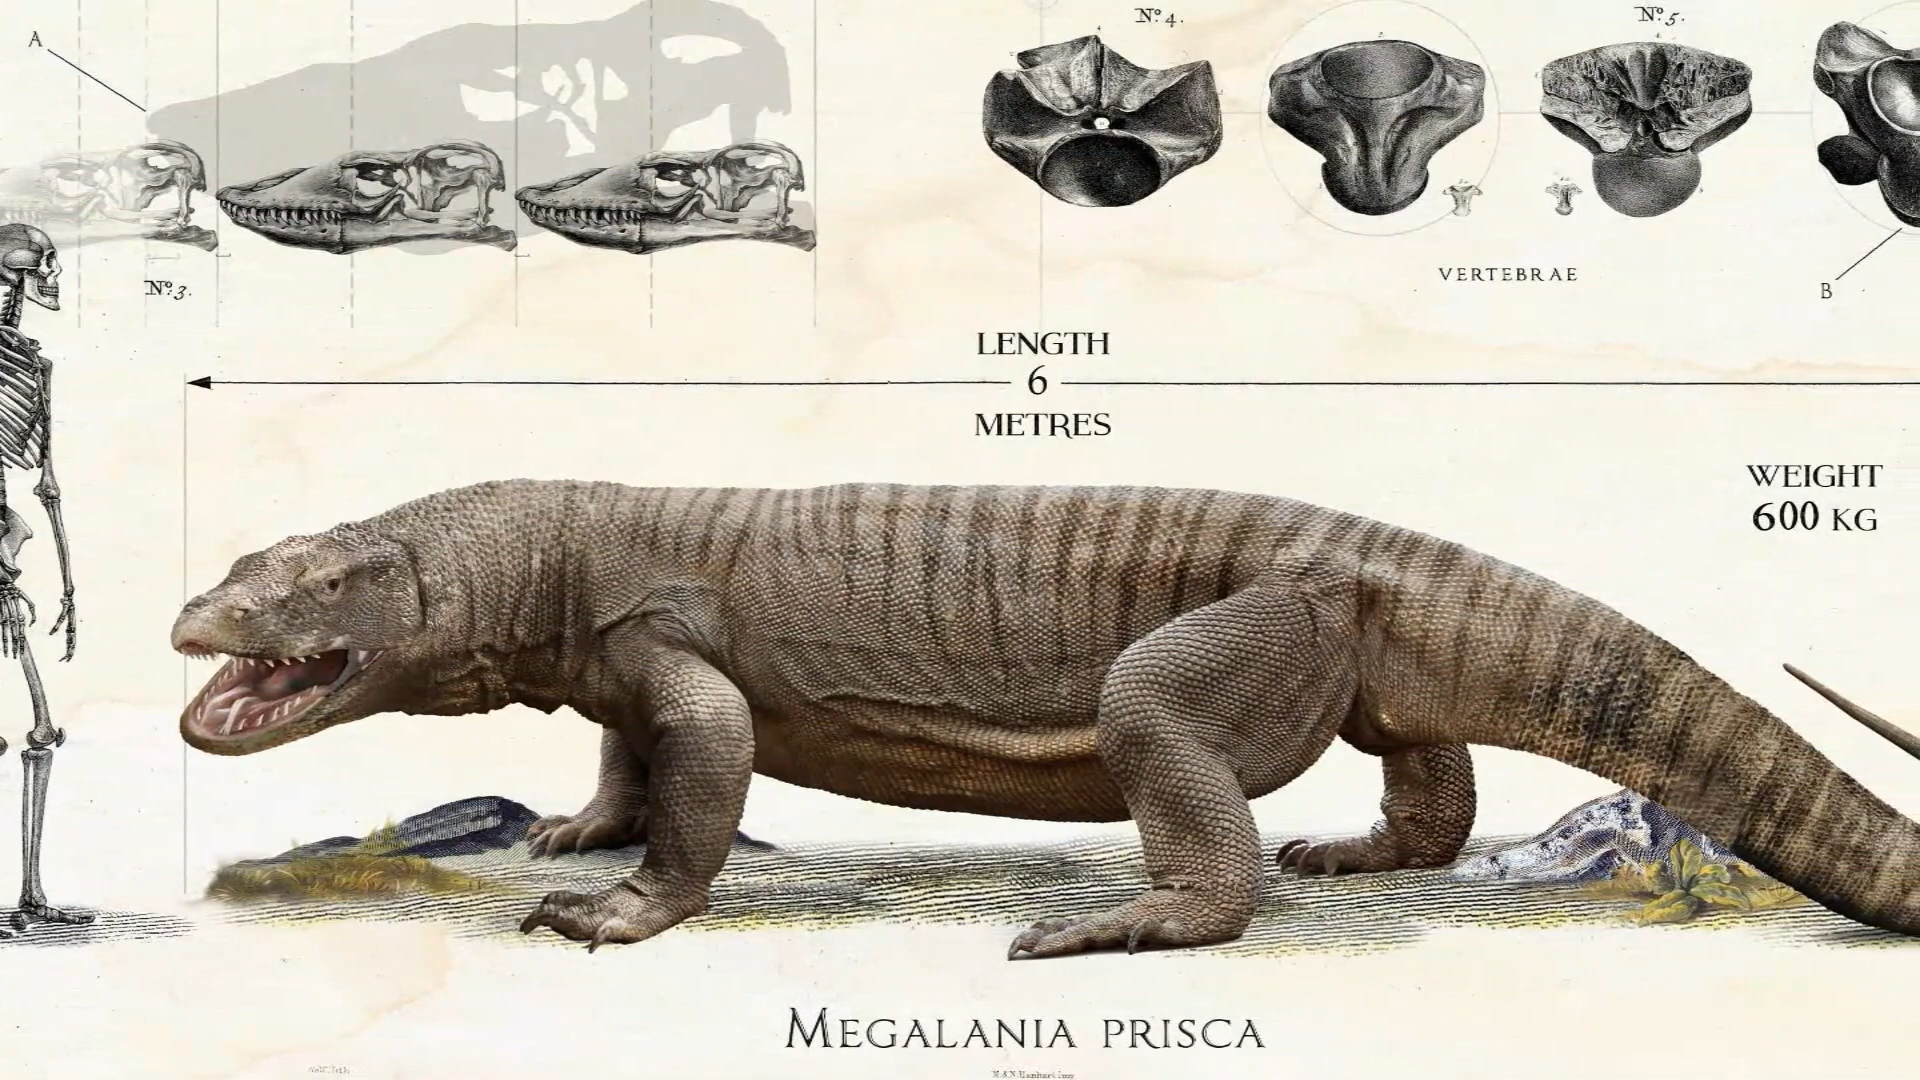 A
Nº 4.
Nº 5.
Nº 3.
VERTEBRAE
B
LENGTH
6
METRES
WEIGHT
600 KG
MEGALANIA PRISCA